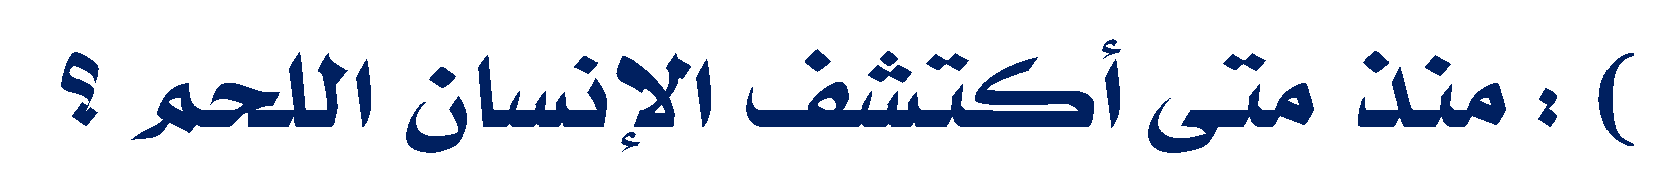 ( : منذ متى أكتشف الإنسان اللحم ؟